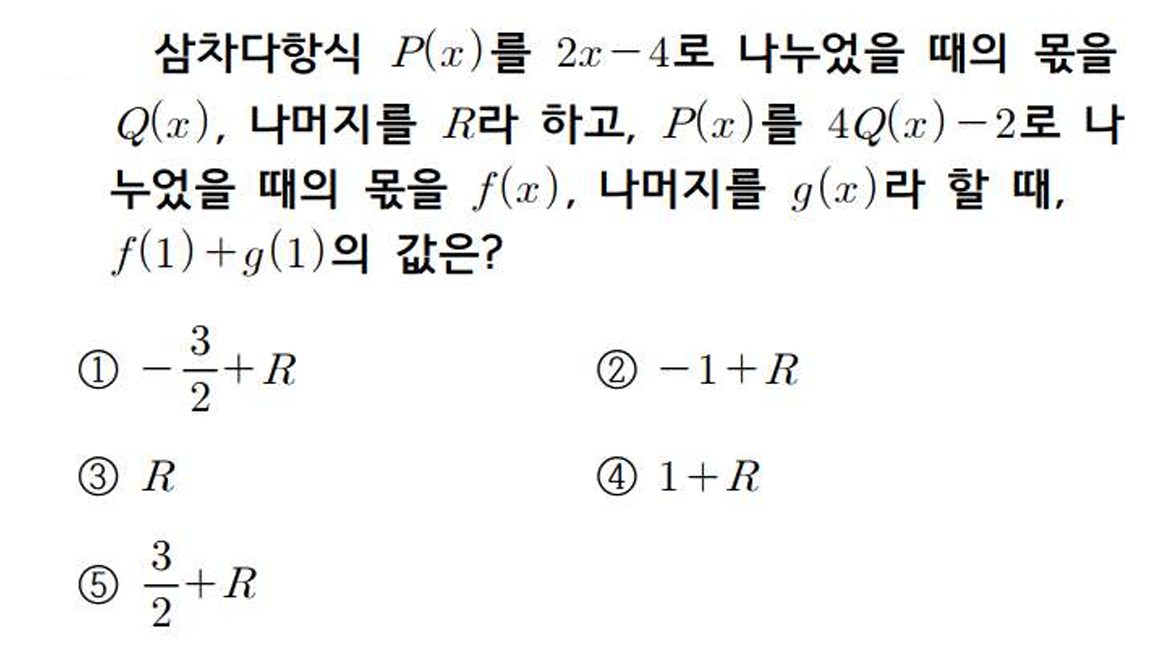 삼차다항식 P(x)를 2x-4로 나누었을 때의 몫을
Q(x), 나머지를 R라 하고, P(x)를 4Q(x)-2로 나
누었을 때의 몫을 f(x), 나머지를 g(x)라 할 때,
f(1)+g(1)의 값은?
① -3/2+R ② -1+R
③ R ④ 1+R
⑤ 3/2+R